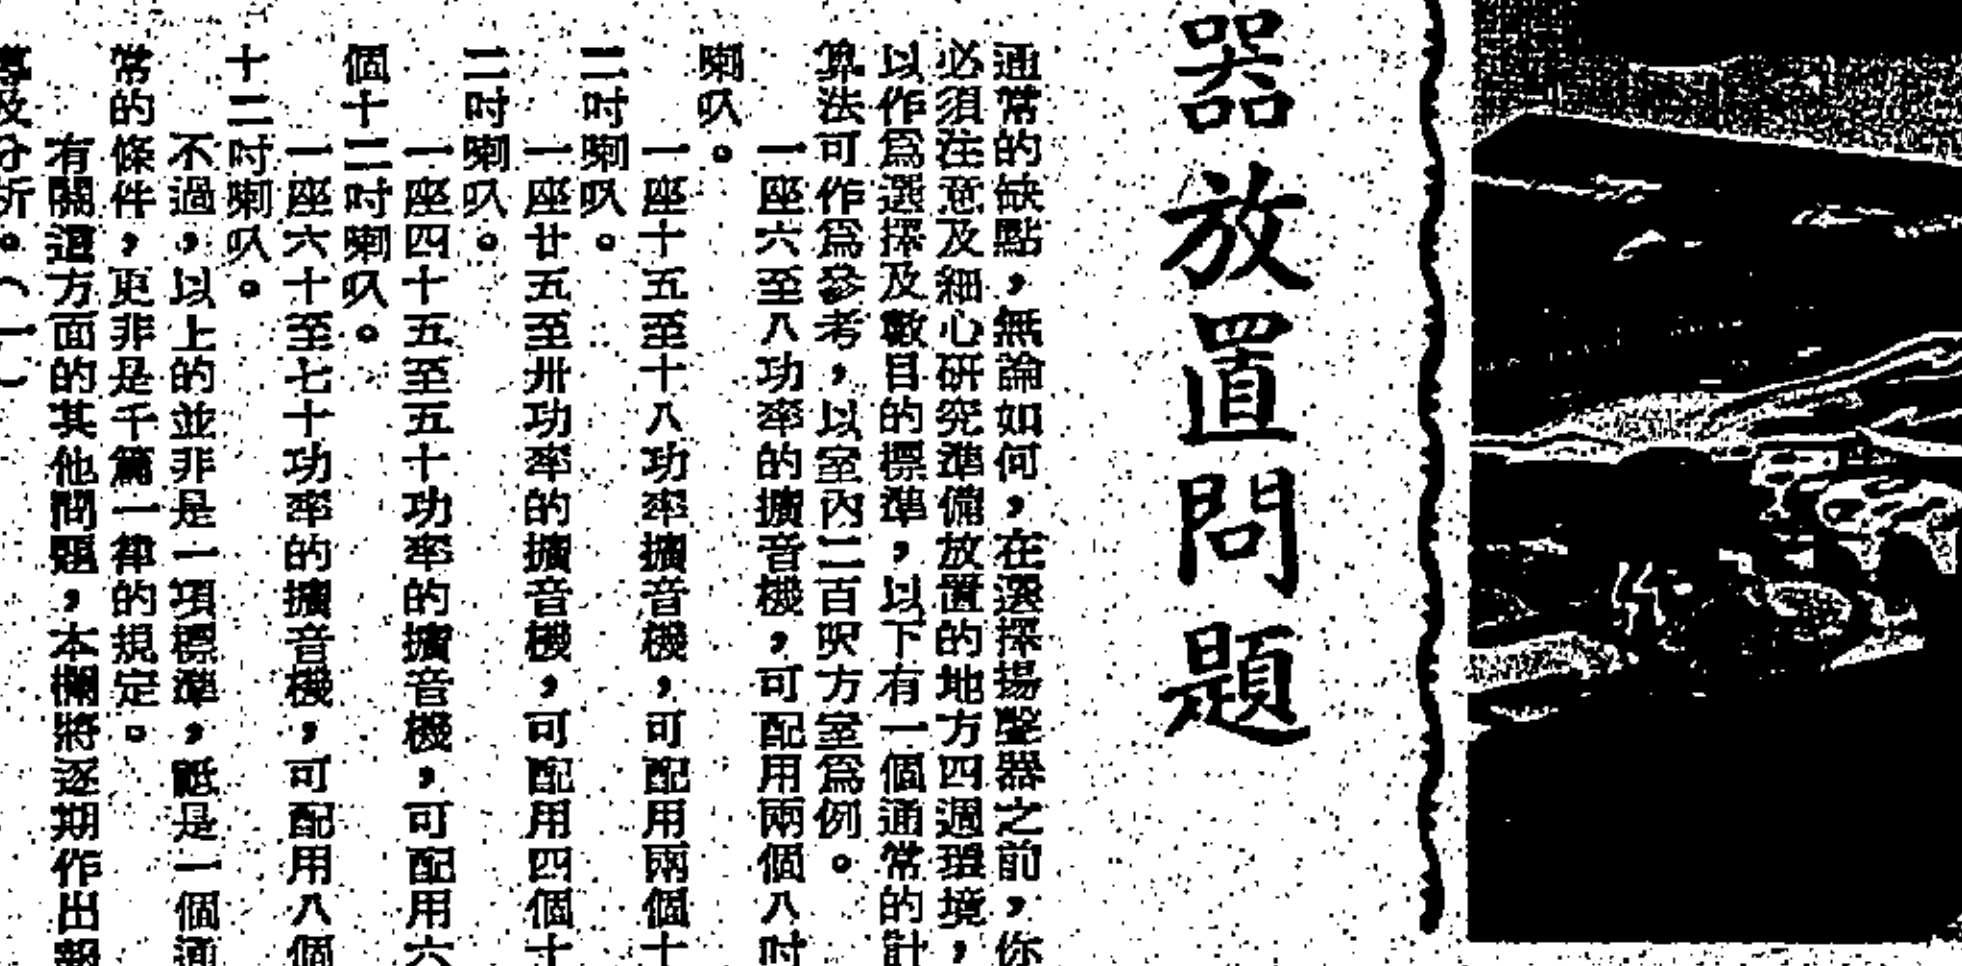 器放置問題
通常的缺點，無論如何，在選擇揚聲器之前，你
必須注意及細心研究準備放置的地方四週環境，
以作爲選擇及數目的標準，以下有一個通常的計
算法可作爲參考，以室內二百呎方室爲例。
一座六至八功率的擴音機，可配用兩個八吋
喇叭。
一座十五至十八功率擴音機，可配用兩個十
二吋喇叭。
一座廿五至卅功率的擴音機，可配用四個十
二吋喇叭。
一座四十五至五十功率的擴音機，可配用六
個十二吋喇叭。
一座六十至七十功率的擴音機，可配用八個
十二吋喇叭。
不過，以上的並非是一項標準，祗是一個通
常的條件，更非是千篇一律的規定。
有關這方面的其他問題，本欄將逐期作出報
導及分析。（一）